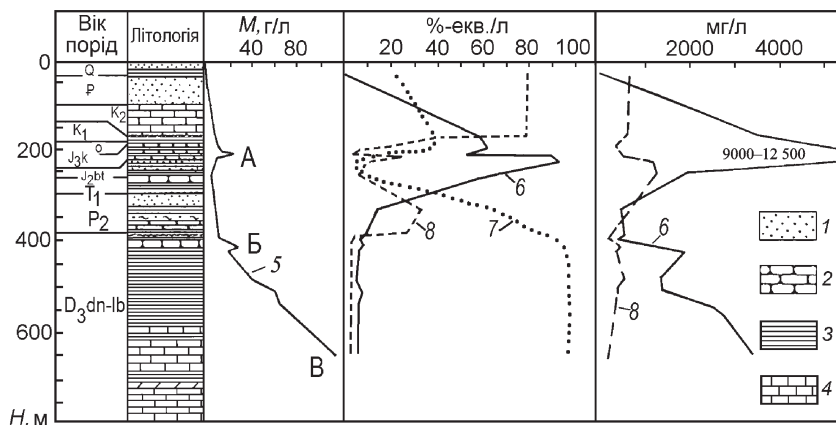 Вік порід
Літологія
М, г/л
40 80
%-екв./л
20 40 60 80 100
мг/л
2000 4000
0
200
400
600
Н, м
Q
₽
K2
K1
o
J3k
J2bt
T1
P2
D3dn-lb
А
Б
5
В
6
7
8
9000–12 500
6
8
1
2
3
4